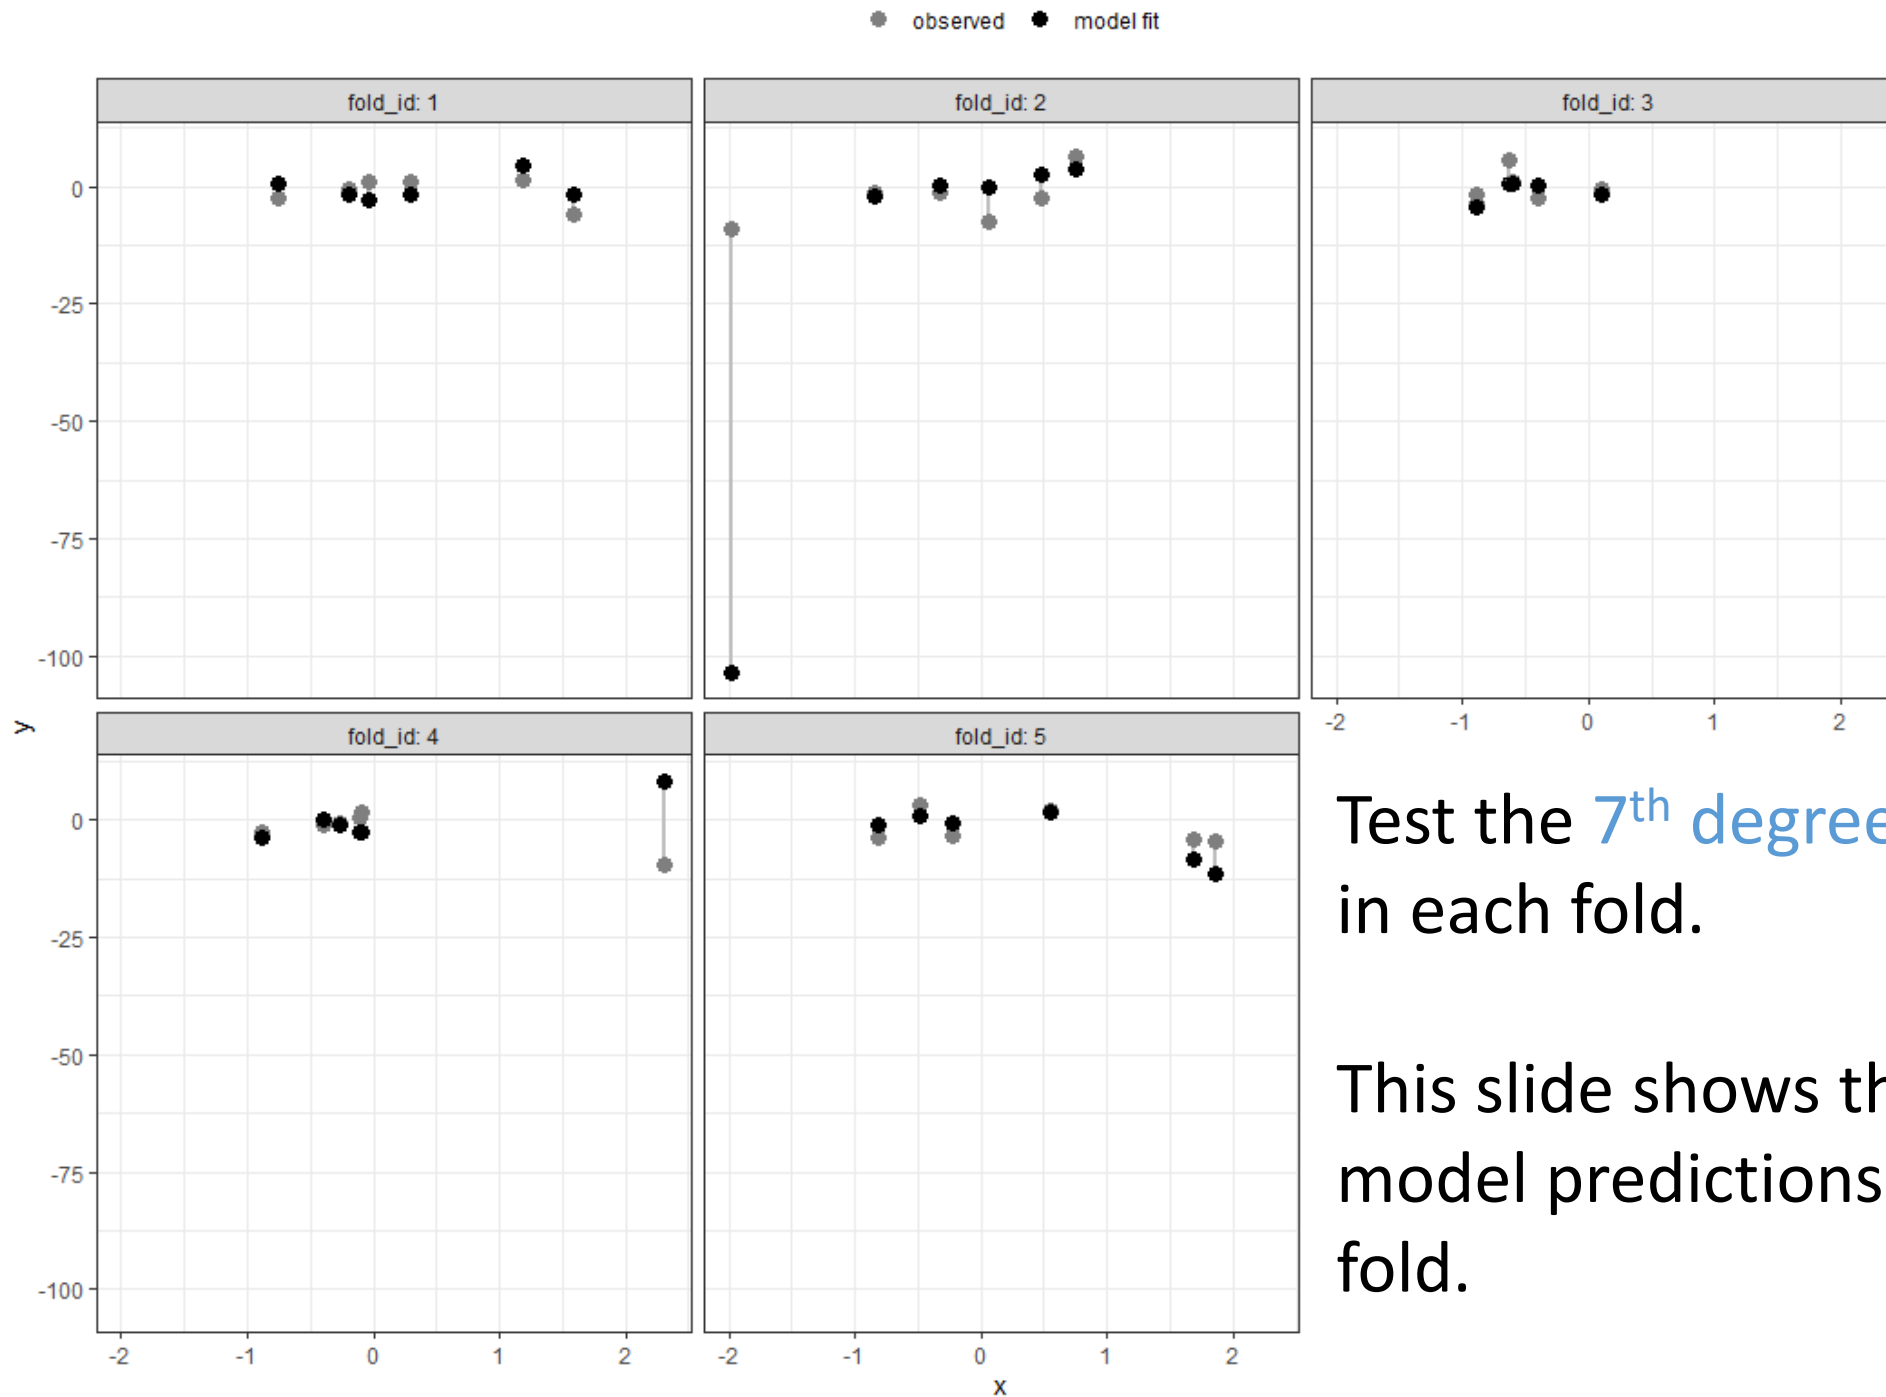 observed model fit
fold_id: 1 fold_id: 2 fold_id: 3
0
-25
-50
-75
-100
y
-2 -1 0 1 2
fold_id: 4 fold_id: 5
0
-25
-50
-75
-100
-2 -1 0 1 2 -2 -1 0 1 2
x
Test the 7th degree
in each fold.
This slide shows th
model predictions
fold.